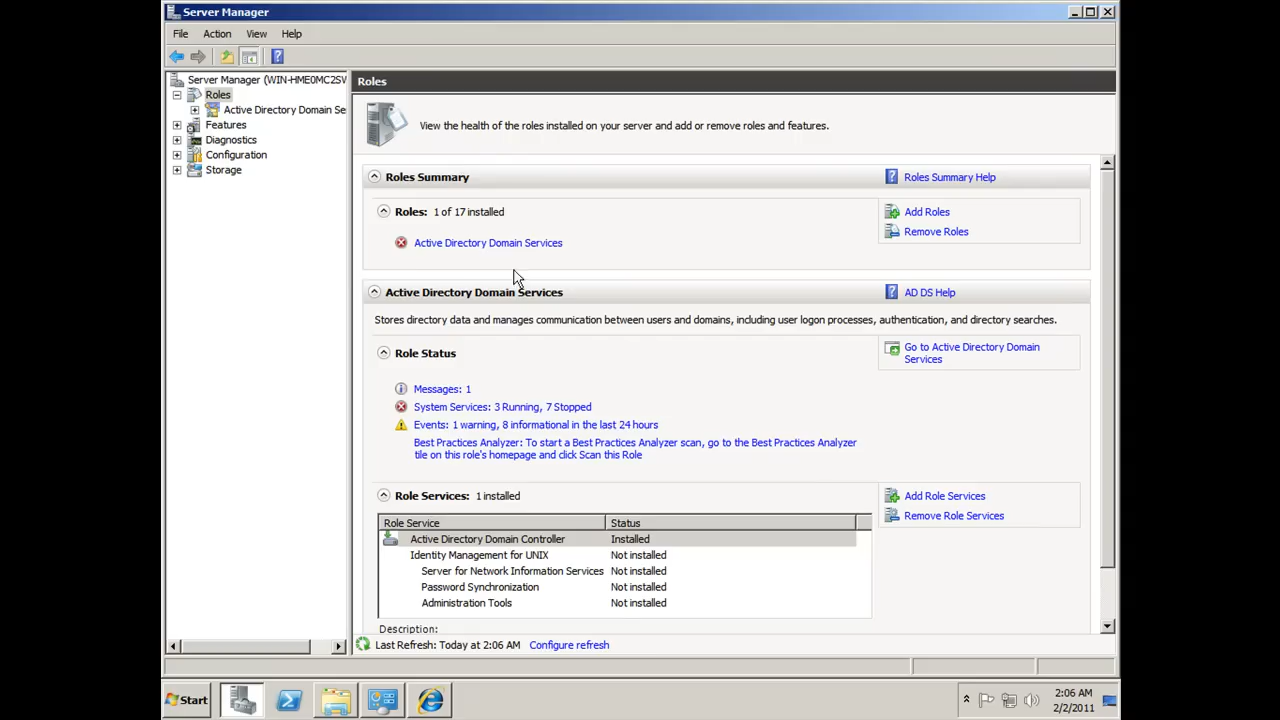 Server Manager
File Action View Help
Server Manager (WIN-HME0MC2SV
Roles
Active Directory Domain Se
Features
Diagnostics
Configuration
Storage
Roles
View the health of the roles installed on your server and add or remove roles and features.
Roles Summary
Roles Summary Help
Roles: 1 of 17 installed
Add Roles
Remove Roles
Active Directory Domain Services
Active Directory Domain Services
AD DS Help
Stores directory data and manages communication between users and domains, including user logon processes, authentication, and directory searches.
Role Status
Go to Active Directory Domain
Services
Messages: 1
System Services: 3 Running, 7 Stopped
Events: 1 warning, 8 informational in the last 24 hours
Best Practices Analyzer: To start a Best Practices Analyzer scan, go to the Best Practices Analyzer
tile on this role's homepage and click Scan this Role
Role Services: 1 installed
Add Role Services
Remove Role Services
Role Service Status
Active Directory Domain Controller Installed
Identity Management for UNIX Not installed
Server for Network Information Services Not installed
Password Synchronization Not installed
Administration Tools Not installed
Description:
Last Refresh: Today at 2:06 AM Configure refresh
Start
2:06 AM
2/2/2011